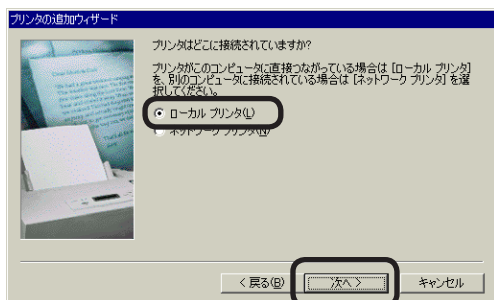 プリンタの追加ウィザード
プリンタはどこに接続されていますか?
プリンタがこのコンピュータに直接つながっている場合は [ローカル プリンタ]
を、別のコンピュータに接続されている場合は [ネットワーク プリンタ] を選
択してください。
ローカル プリンタ(L)
ネットワーク プリンタ(N)
< 戻る(B)
次へ >
キャンセル